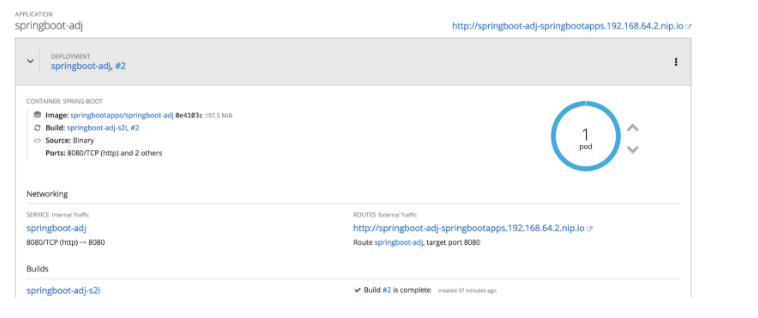 APPLICATION
springboot-adj
http://springboot-adj-springbootapps.192.168.64.2.nip.io
DEPLOYMENT
springboot-adj, #2
CONTAINER: SPRING-BOOT
Image: springbootapps/springboot-adj 0e4103c 197.5 MiB
Build: springboot-adj-s2i, #2
Source: Binary
Ports: 8080/TCP (http) and 2 others
1
pod
Networking
SERVICE Internal Traffic
springboot-adj
8080/TCP (http) → 8080
ROUTES External Traffic
http://springboot-adj-springbootapps.192.168.64.2.nip.io
Route springboot-adj, target port 8080
Builds
springboot-adj-s2i
Build #2 is complete created 37 minutes ago